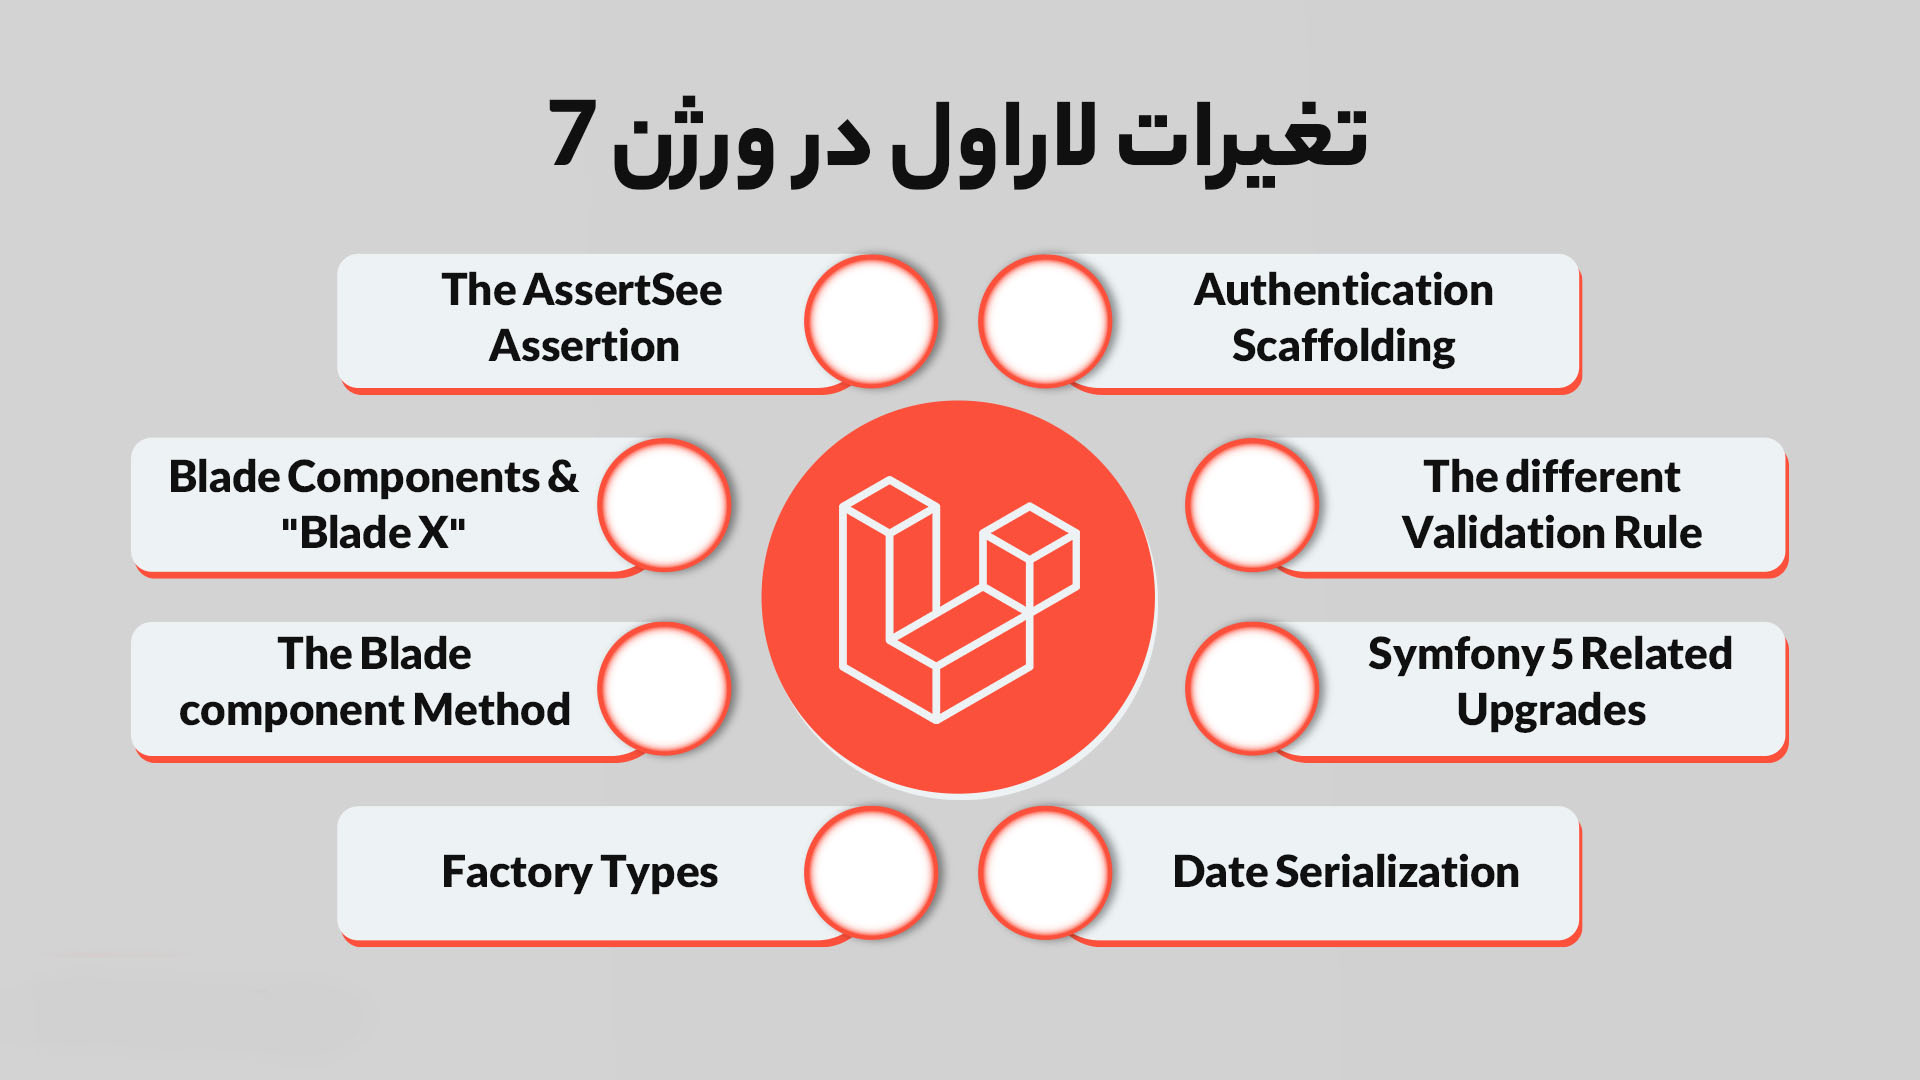 تغیرات لاراول در ورژن 7
The AssertSee
Assertion
Authentication
Scaffolding
Blade Components &
"Blade X"
The different
Validation Rule
The Blade
component Method
Symfony 5 Related
Upgrades
Factory Types
Date Serialization